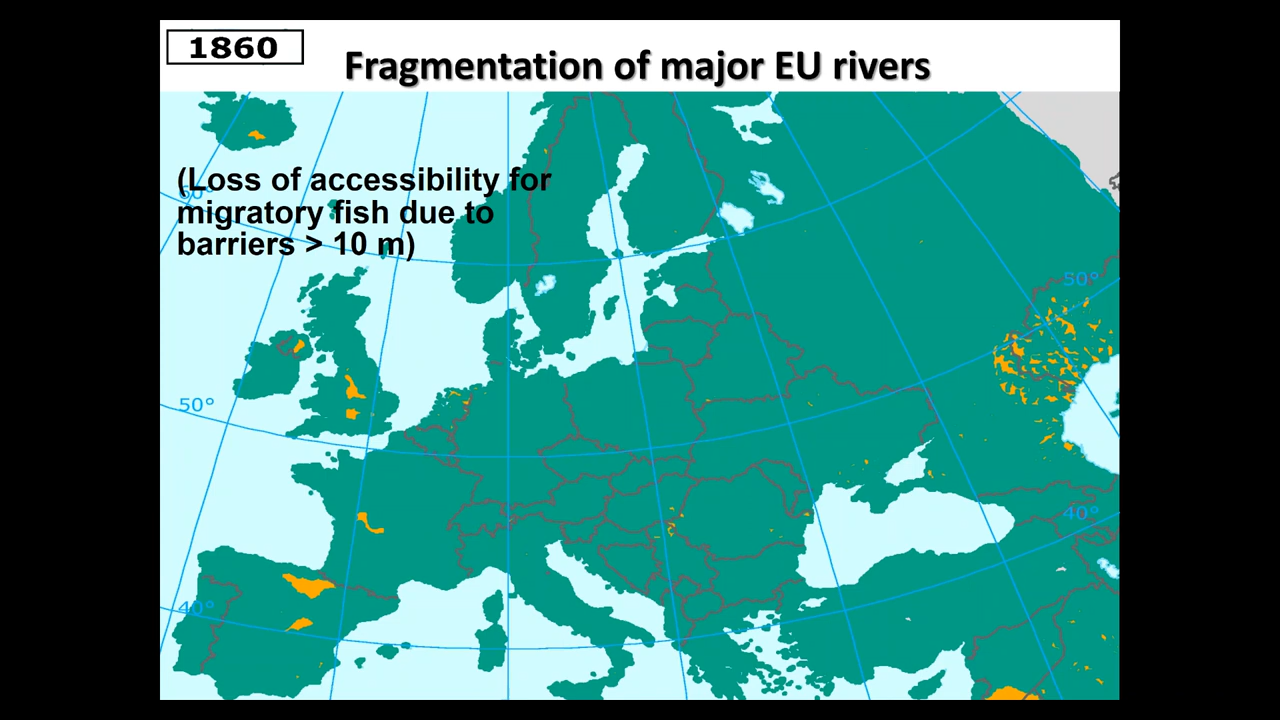 1860
Fragmentation of major EU rivers
(Loss of accessibility for
migratory fish due to
barriers > 10 m)
60°
50°
50°
40°
40°